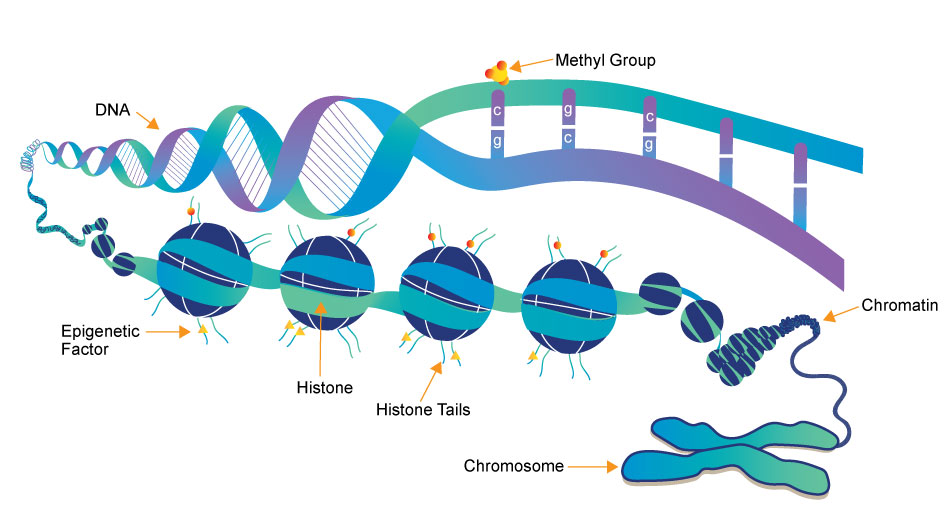 Methyl Group
DNA
c
g
c
g
c
g
Chromatin
Epigenetic
Factor
Histone
Histone Tails
Chromosome